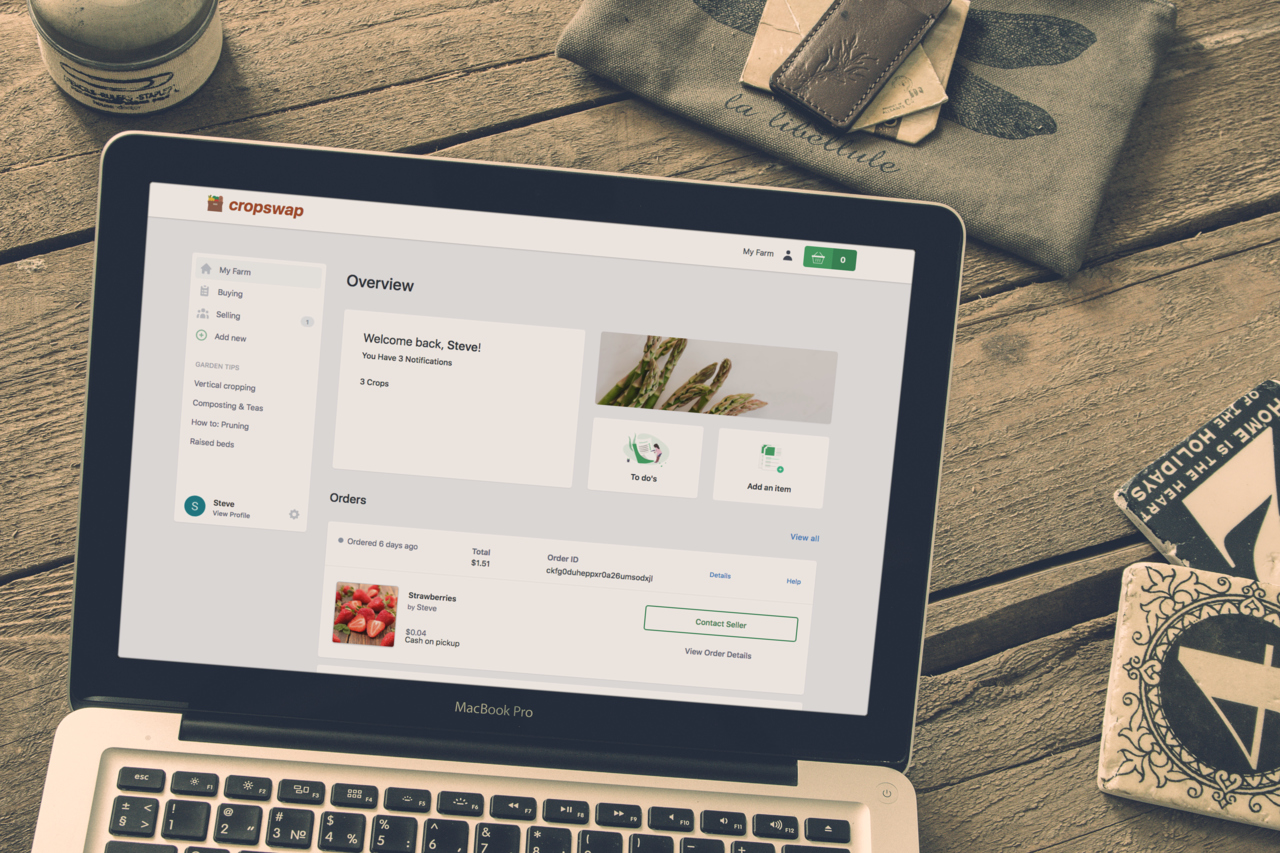 la libellule
cropswap
My Farm
0
My Farm
Buying
Selling
1
Add new
GARDEN TIPS
Vertical cropping
Composting & Teas
How to: Pruning
Raised beds
S
Steve
View Profile
Overview
Welcome back, Steve!
You Have 3 Notifications
3 Crops
To do's
Add an item
Orders
View all
Ordered 6 days ago
Total
$1.51
Order ID
ckfg0duheppxr0a26umsodxjl
Details
Help
Strawberries
by Steve
$0.04
Cash on pickup
Contact Seller
View Order Details
MacBook Pro
HOME IS THE HEART
OF THE HOLIDAYS
esc
F1
F2
F3
F4
F5
F6
F7
F8
F9
F10
F11
F12
± <
§ >
!
1
@
2 "
#
3 №
$
4 %
%
5 :
^
6 ,
&
7
*
8
(
)